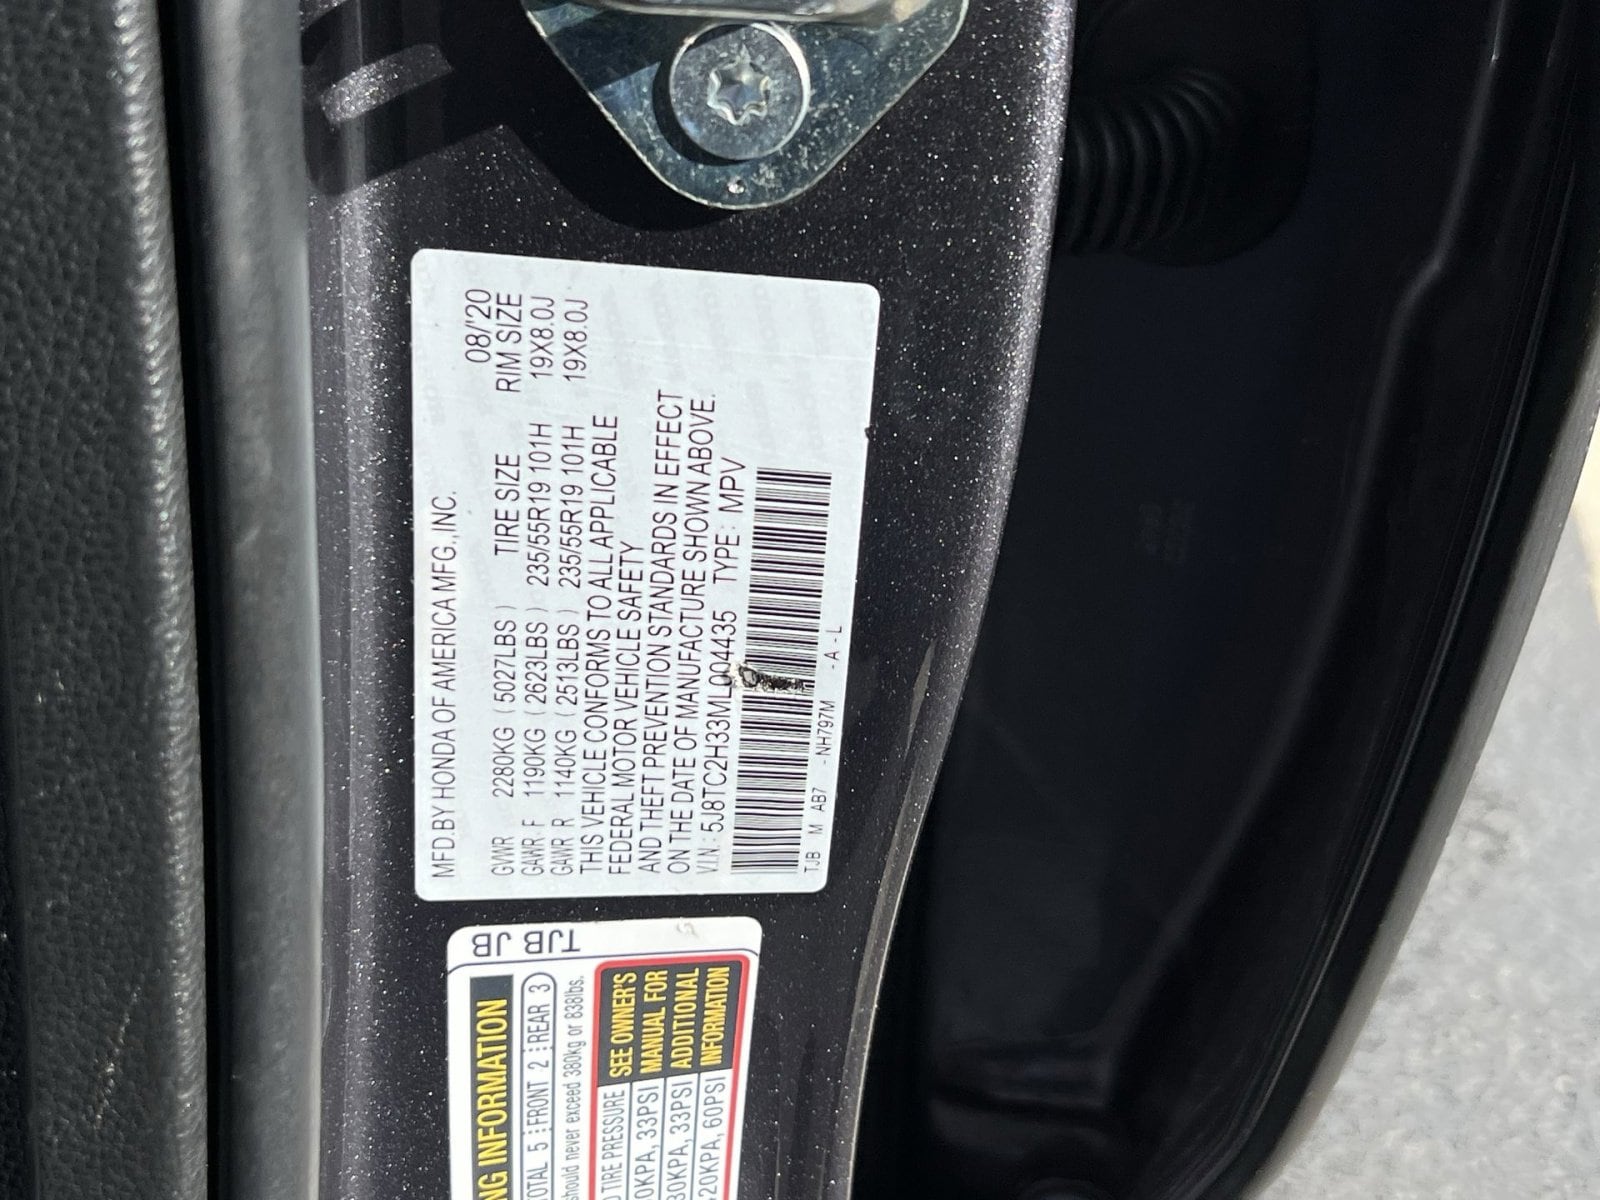 MFD.BY HONDA OF AMERICA MFG.,INC. 08/'20
GVWR 2280KG (5027LBS) TIRE SIZE RIM SIZE
GAWR F 1190KG (2623LBS) 235/55R19 101H 19X8.0J
GAWR R 1140KG (2513LBS) 235/55R19 101H 19X8.0J
THIS VEHICLE CONFORMS TO ALL APPLICABLE
FEDERAL MOTOR VEHICLE SAFETY
AND THEFT PREVENTION STANDARDS IN EFFECT
ON THE DATE OF MANUFACTURE SHOWN ABOVE.
V.I.N.: 5J8TC2H33ML004435 TYPE: MPV
TJB M AB7 -NH797M -A-L
TJB JB
INFORMATION
TOTAL 5 FRONT 2 REAR 3
should never exceed 380kg or 838lbs.
TIRE PRESSURE
33PSI
33PSI
420KPA, 60PSI
SEE OWNER'S
MANUAL FOR
ADDITIONAL
INFORMATION